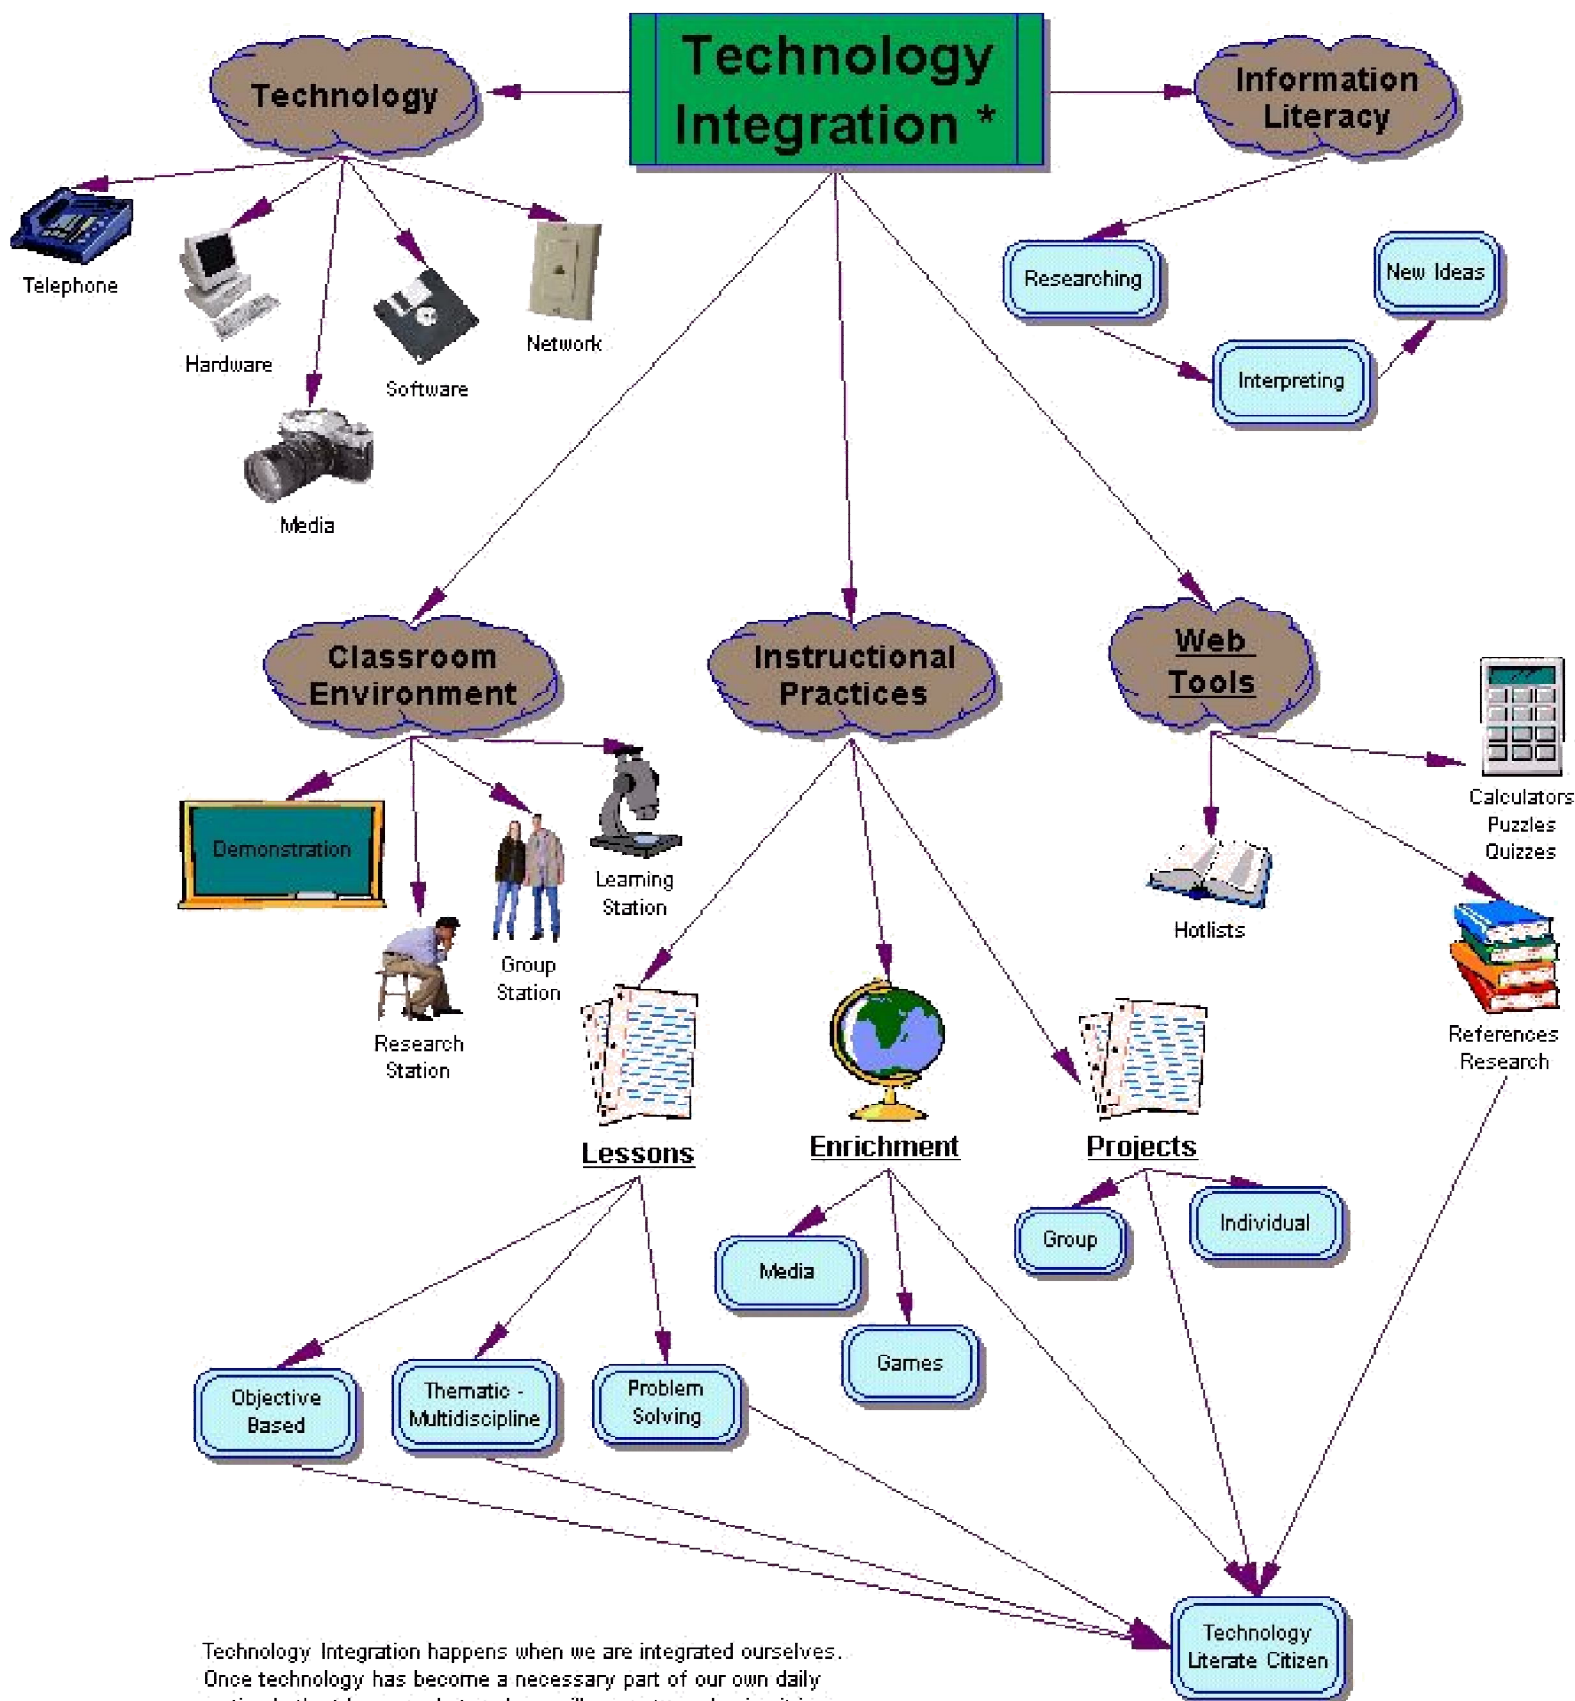 Technology
Integration *
Technology
Information
Literacy
Telephone
Hardware
Media
Software
Network
Researching
Interpreting
New Ideas
Classroom
Environment
Instructional
Practices
Web
Tools
Demonstration
Research
Station
Group
Station
Learning
Station
Hotlists
Calculators
Puzzles
Quizzes
References
Research
Lessons
Enrichment
Projects
Objective
Based
Thematic -
Multidiscipline
Problem
Solving
Media
Games
Group
Individual
Technology
Literate Citizen
Technology Integration happens when we are integrated ourselves.
Once technology has become a necessary part of our own daily